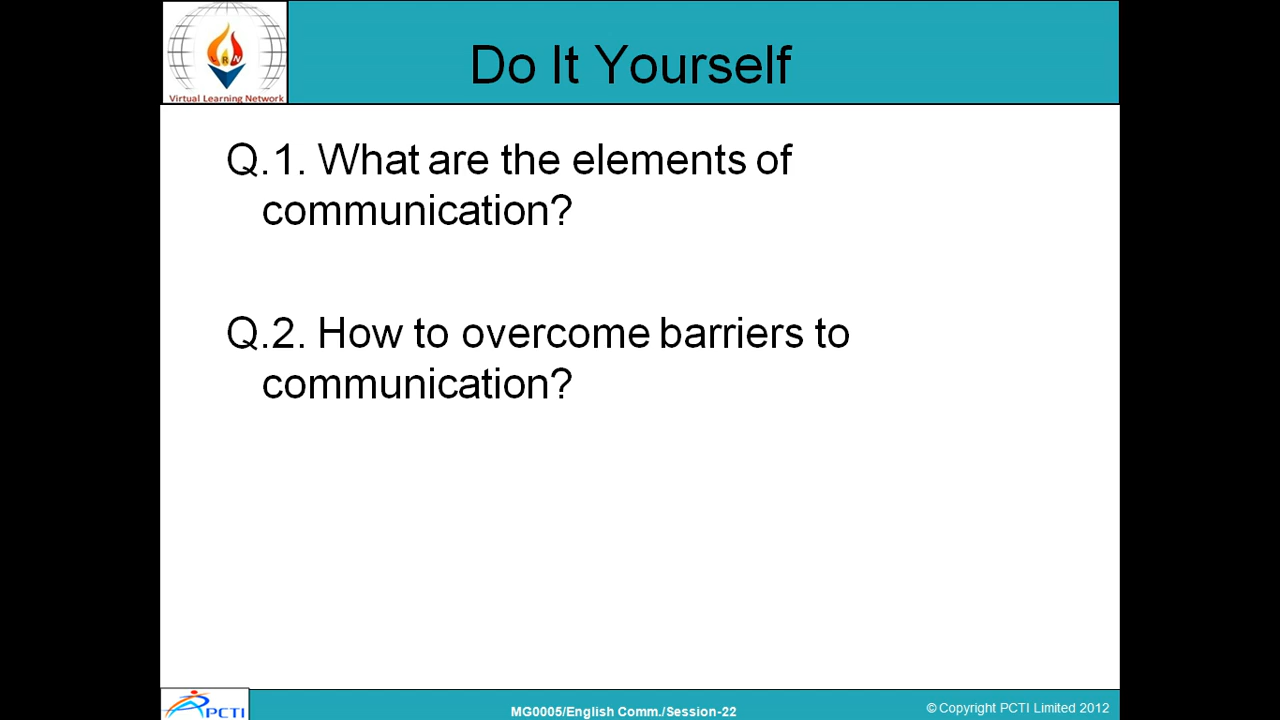 Do It Yourself
LRN
Virtual Learning Network
Q.1. What are the elements of
communication?
Q.2. How to overcome barriers to
communication?
PCTI
MG0005/English Comm./Session-22
© Copyright PCTI Limited 2012